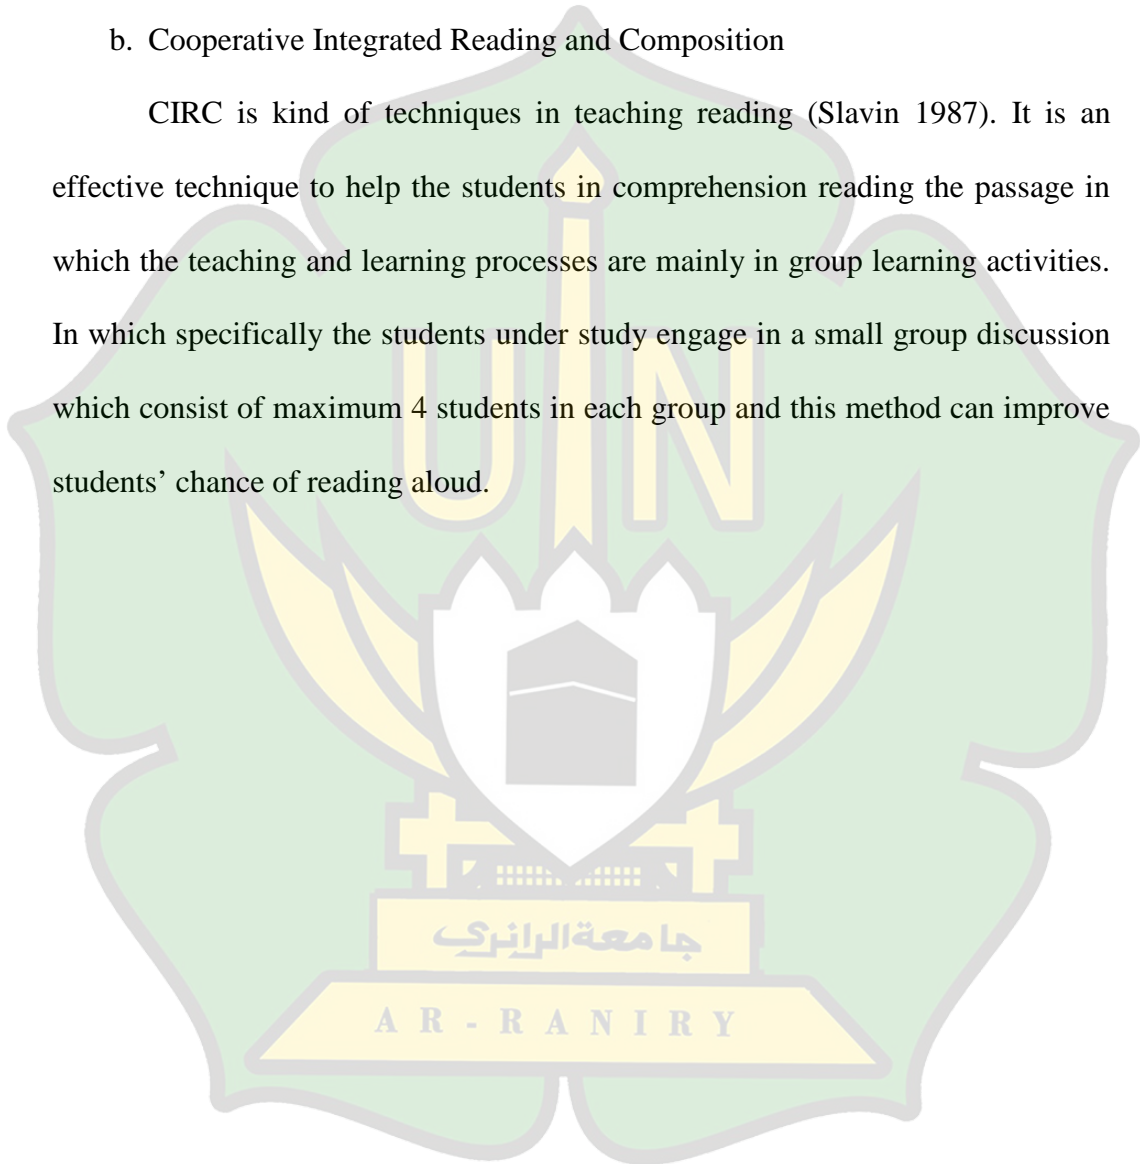 b. Cooperative Integrated Reading and Composition
CIRC is kind of techniques in teaching reading (Slavin 1987). It is an
effective technique to help the students in comprehension reading the passage in
which the teaching and learning processes are mainly in group learning activities.
In which specifically the students under study engage in a small group discussion
which consist of maximum 4 students in each group and this method can improve
students’ chance of reading aloud.
UIN
جامعة الرانري
AR-RANIRY